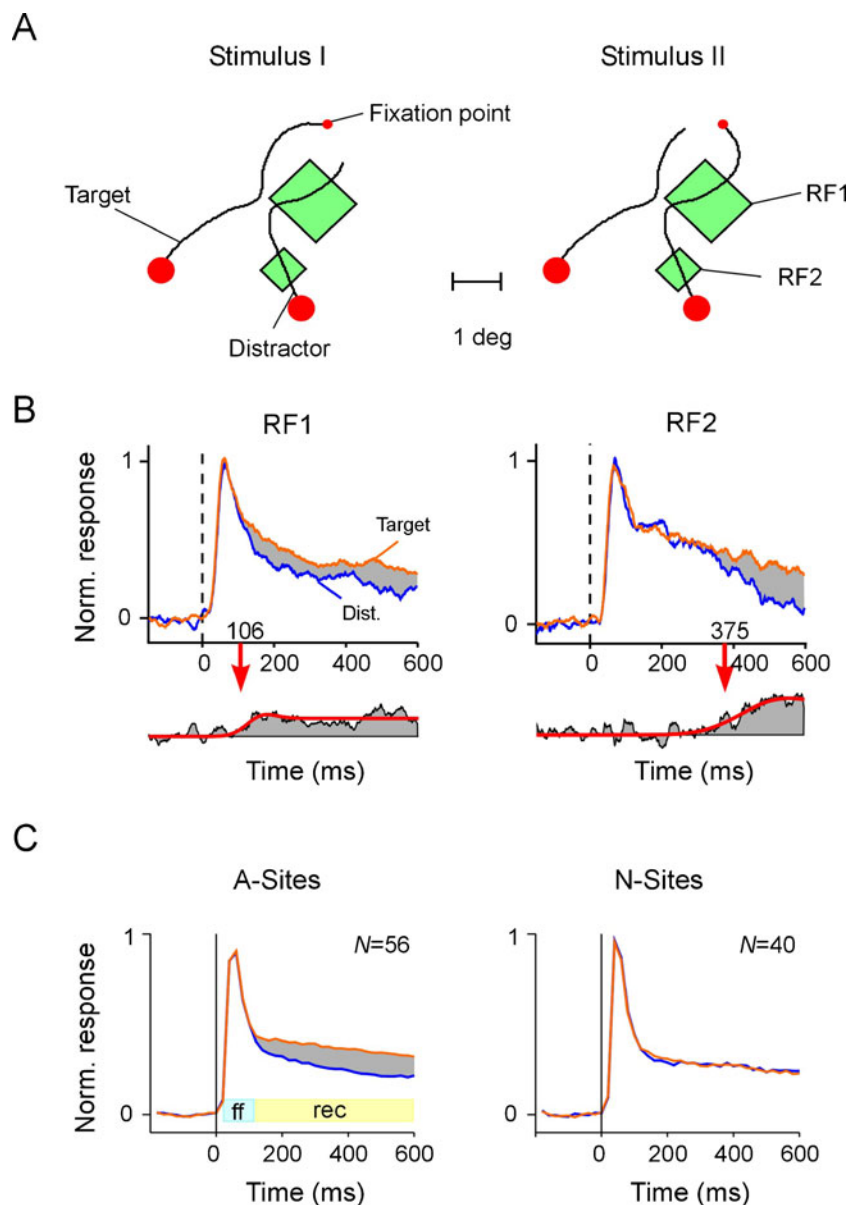 A
Stimulus I
Stimulus II
Fixation point
Target
RF1
RF2
Distractor
1 deg
B
RF1
RF2
Norm. response
1
0
Target
Dist.
106
0 200 400 600
Time (ms)
1
0
375
0 200 400 600
Time (ms)
C
A-Sites
N-Sites
Norm. response
1
0
N=56
ff rec
0 200 400 600
Time (ms)
1
0
N=40
0 200 400 600
Time (ms)